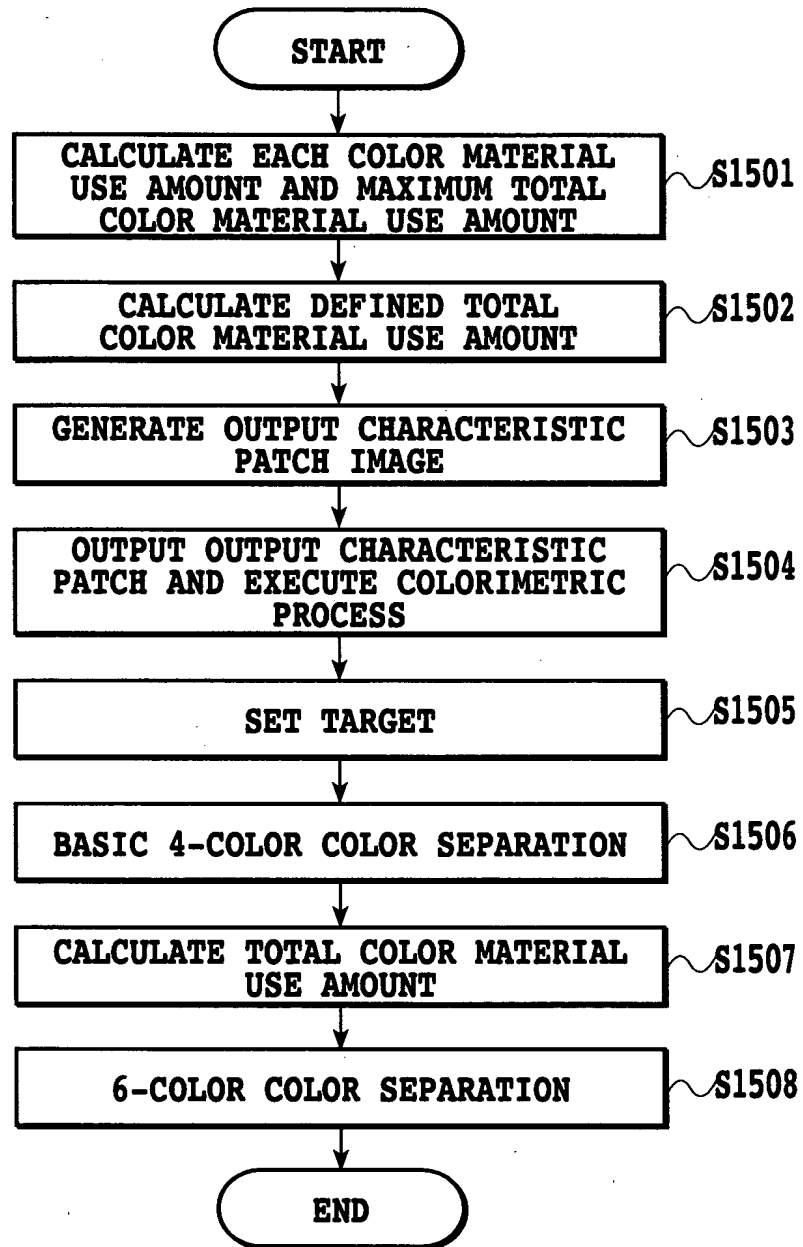 START
CALCULATE EACH COLOR MATERIAL
USE AMOUNT AND MAXIMUM TOTAL
COLOR MATERIAL USE AMOUNT
S1501
CALCULATE DEFINED TOTAL
COLOR MATERIAL USE AMOUNT
S1502
GENERATE OUTPUT CHARACTERISTIC
PATCH IMAGE
S1503
OUTPUT OUTPUT CHARACTERISTIC
PATCH AND EXECUTE COLORIMETRIC
PROCESS
S1504
SET TARGET
S1505
BASIC 4-COLOR COLOR SEPARATION
S1506
CALCULATE TOTAL COLOR MATERIAL
USE AMOUNT
S1507
6-COLOR COLOR SEPARATION
S1508
END